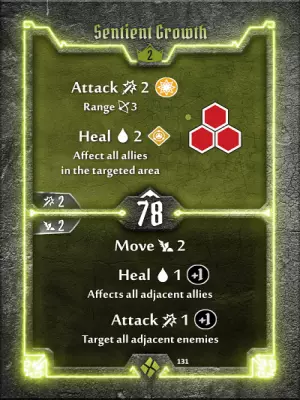 Sentient Growth
2
Attack 2
Range 3
Heal 2
Affect all allies
in the targeted area
2
78
2
Move 2
Heal 1 +1
Affects all adjacent allies
Attack 1 +1
Target all adjacent enemies
131